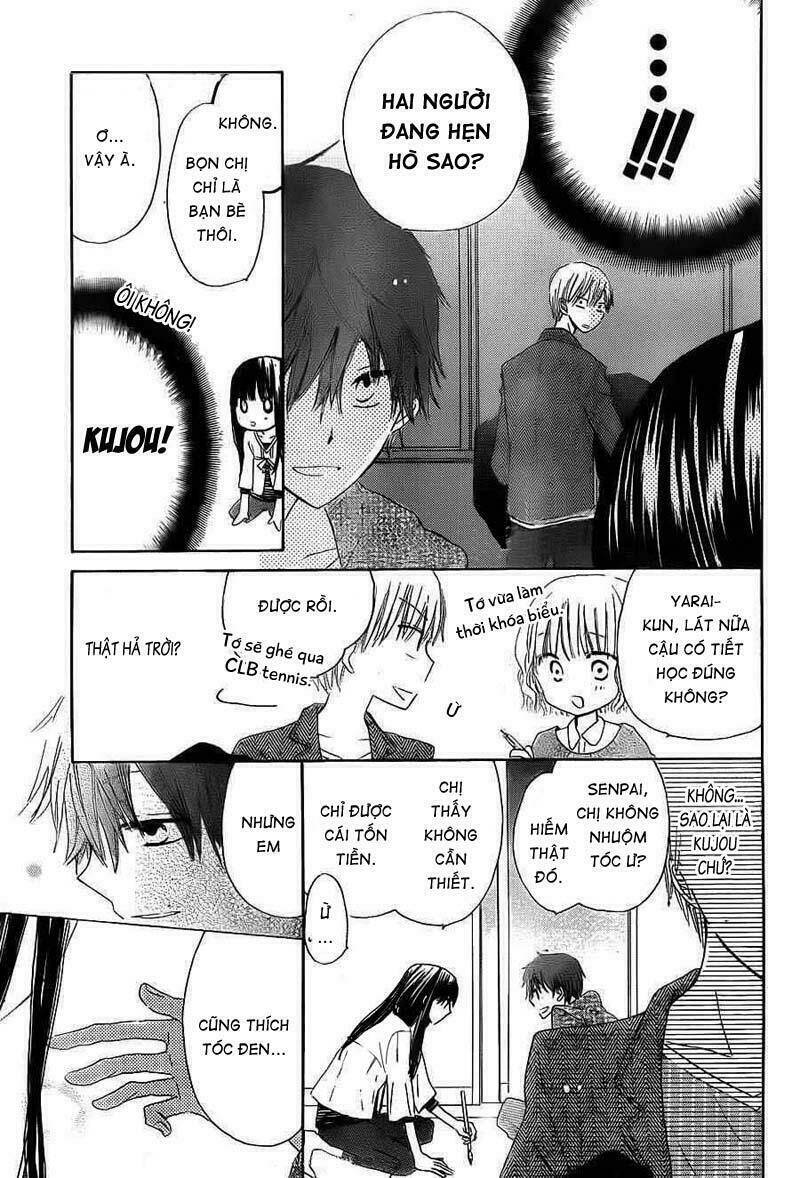 ...!!!
HAI NGƯỜI
ĐANG HẸN
HÒ SAO?
KHÔNG.
BỌN CHỊ
CHỈ LÀ
BẠN BÈ
THÔI.
Ơ...
VẬY À.
ÔI KHÔNG!
KUJOU!
YARAI-
KUN, LÁT NỮA
CẬU CÓ TIẾT
HỌC ĐÚNG
KHÔNG?
Tớ vừa làm
thời khóa biểu.
Ừ
ĐƯỢC RỒI.
Tớ sẽ ghé qua
CLB tennis.
THẬT HẢ TRỜI?
KHÔNG...
SAO LẠI LÀ
KUJOU
CHỨ?
SENPAI,
CHỊ KHÔNG
NHUỘM
TÓC Ư?
HIẾM
THẬT
ĐÓ.
CHỊ
THẤY
KHÔNG
CẦN
THIẾT.
CHỈ ĐƯỢC
CÁI TỐN
TIỀN.
Ừ
...
NHƯNG
EM
CŨNG THÍCH
TÓC ĐEN...